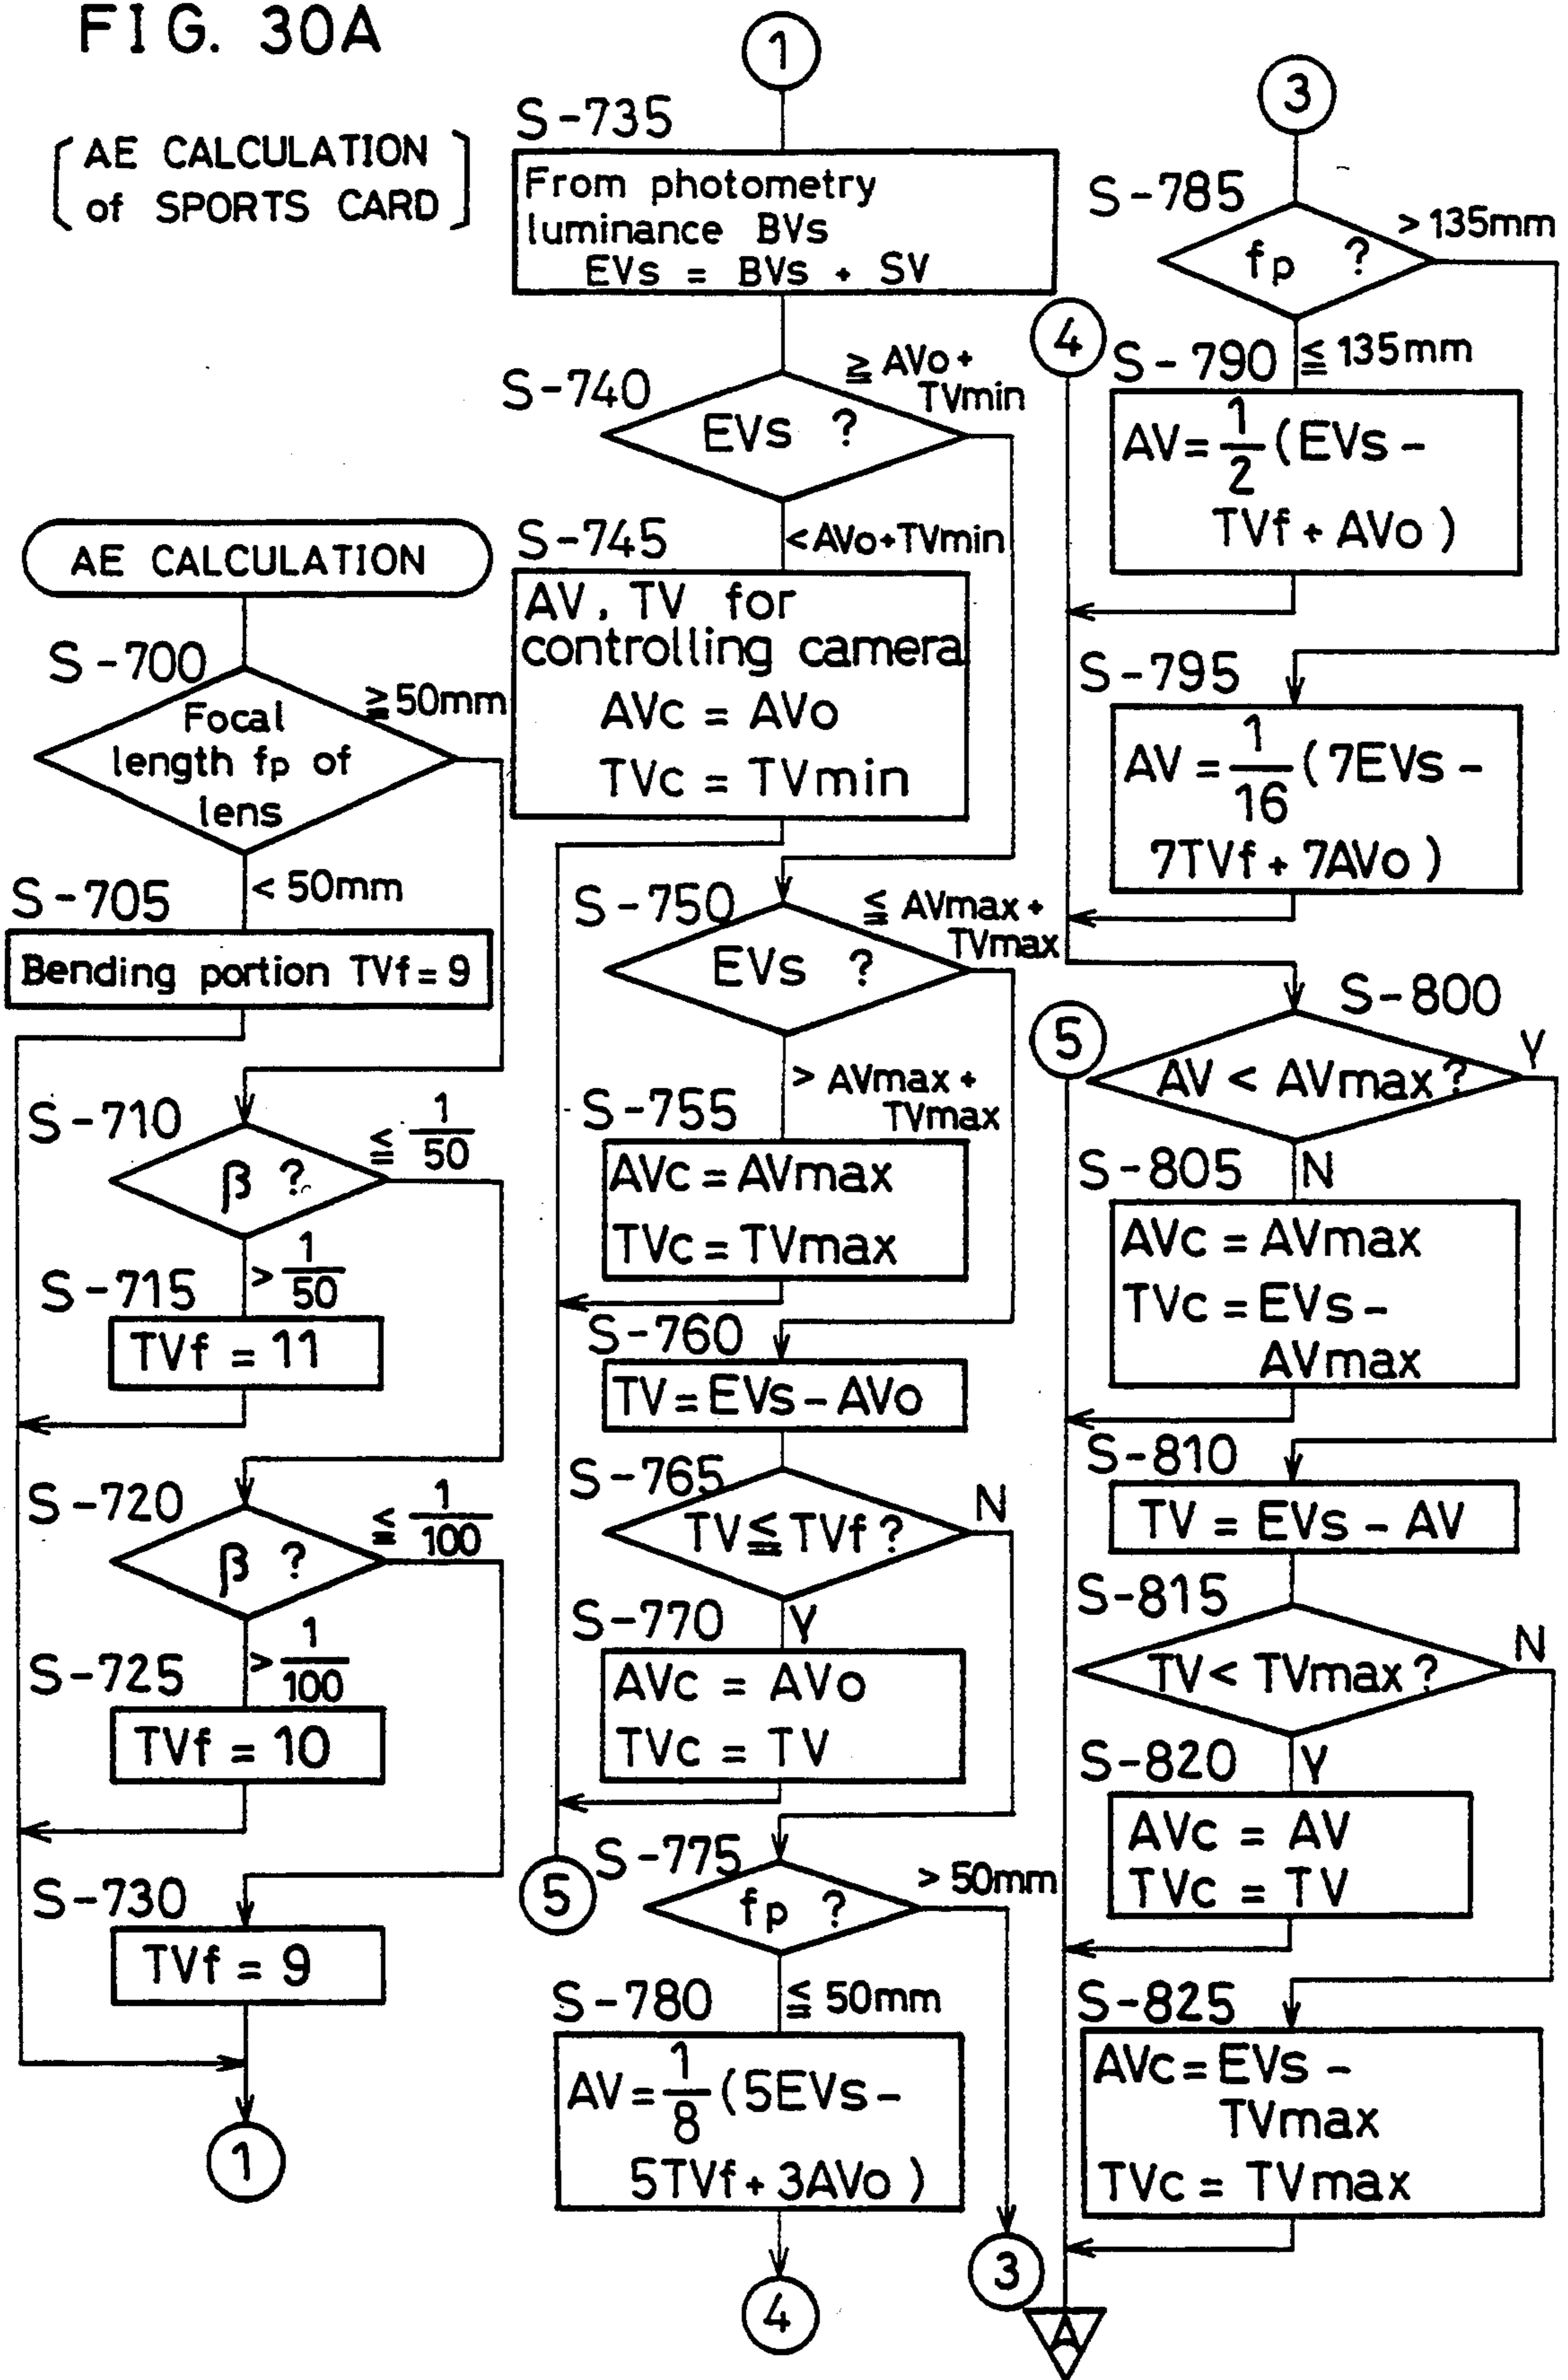 FIG. 30A
AE CALCULATION
of SPORTS CARD
AE CALCULATION
S-700
Focal
length fp of
lens
≧50mm
<50mm
S-705
Bending portion TVf=9
S-710
β ?
≦ 1/50
> 1/50
S-715
TVf = 11
S-720
β ?
≦ 1/100
> 1/100
S-725
TVf = 10
S-730
TVf = 9
1
1
S-735
From photometry
luminance BVs
EVs = BVs + SV
S-740
EVs ?
≧ AVo +
TVmin
<AVo+TVmin
S-745
AV, TV for
controlling camera
AVc = AVo
TVc = TVmin
S-750
EVs ?
≦ AVmax +
TVmax
> AVmax +
TVmax
S-755
AVc = AVmax
TVc = TVmax
S-760
TV = EVs - AVo
S-765
TV ≦ TVf ?
N
Y
S-770
AVc = AVo
TVc = TV
5
S-775
fp ?
> 50mm
≦ 50mm
S-780
AV = 1/8 (5EVs -
5TVf + 3AVo )
4
3
3
S-785
fp ?
> 135mm
≦ 135mm
4
S-790
AV = 1/2 (EVs -
TVf + AVo )
S-795
AV = 1/16 ( 7EVs -
7TVf + 7AVo )
S-800
5
AV < AVmax ?
Y
N
S-805
AVc = AVmax
TVc = EVs -
AVmax
S-810
TV = EVs - AV
S-815
TV < TVmax ?
N
Y
S-820
AVc = AV
TVc = TV
S-825
AVc = EVs -
TVmax
TVc = TVmax
A